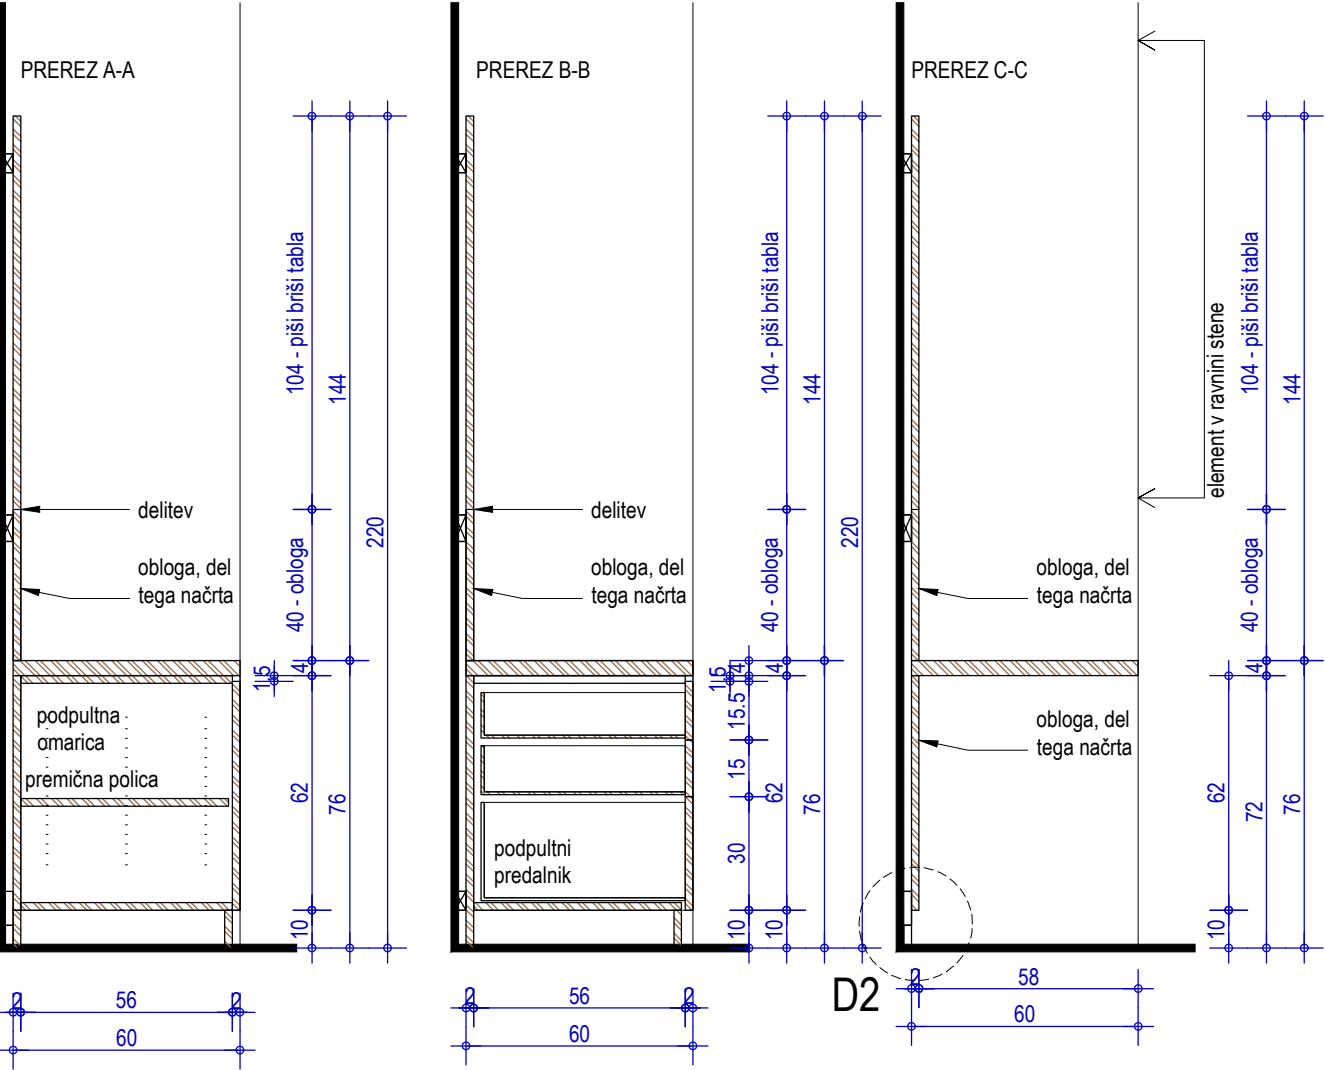 PREREZ A-A
104 - piši briši tabla
144
220
delitev
obloga, del
tega načrta
40 - obloga
4
1.5
podpultna
omarica
premična polica
62
76
10
2
56
2
60
PREREZ B-B
104 - piši briši tabla
144
220
delitev
obloga, del
tega načrta
40 - obloga
4
4
1.5
15.5
15
30
10
62
76
10
podpultni
predalnik
2
56
2
60
PREREZ C-C
element v ravnini stene
104 - piši briši tabla
144
obloga, del
tega načrta
40 - obloga
4
obloga, del
tega načrta
62
72
76
10
D2
2
58
60